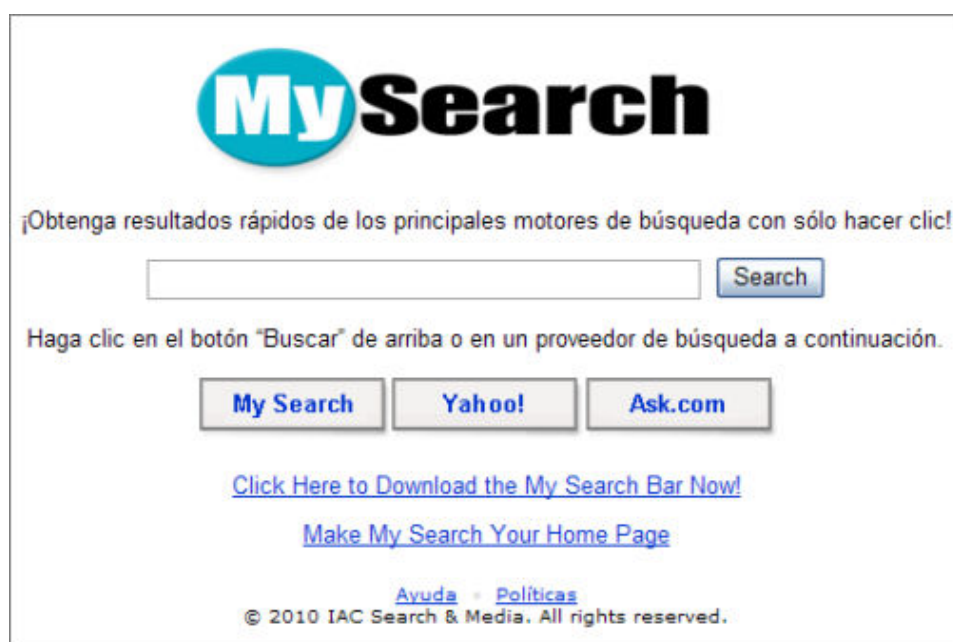 MySearch
¡Obtenga resultados rápidos de los principales motores de búsqueda con sólo hacer clic!
Search
Haga clic en el botón “Buscar” de arriba o en un proveedor de búsqueda a continuación.
My Search Yahoo! Ask.com
Click Here to Download the My Search Bar Now!
Make My Search Your Home Page
Ayuda Políticas
© 2010 IAC Search & Media. All rights reserved.